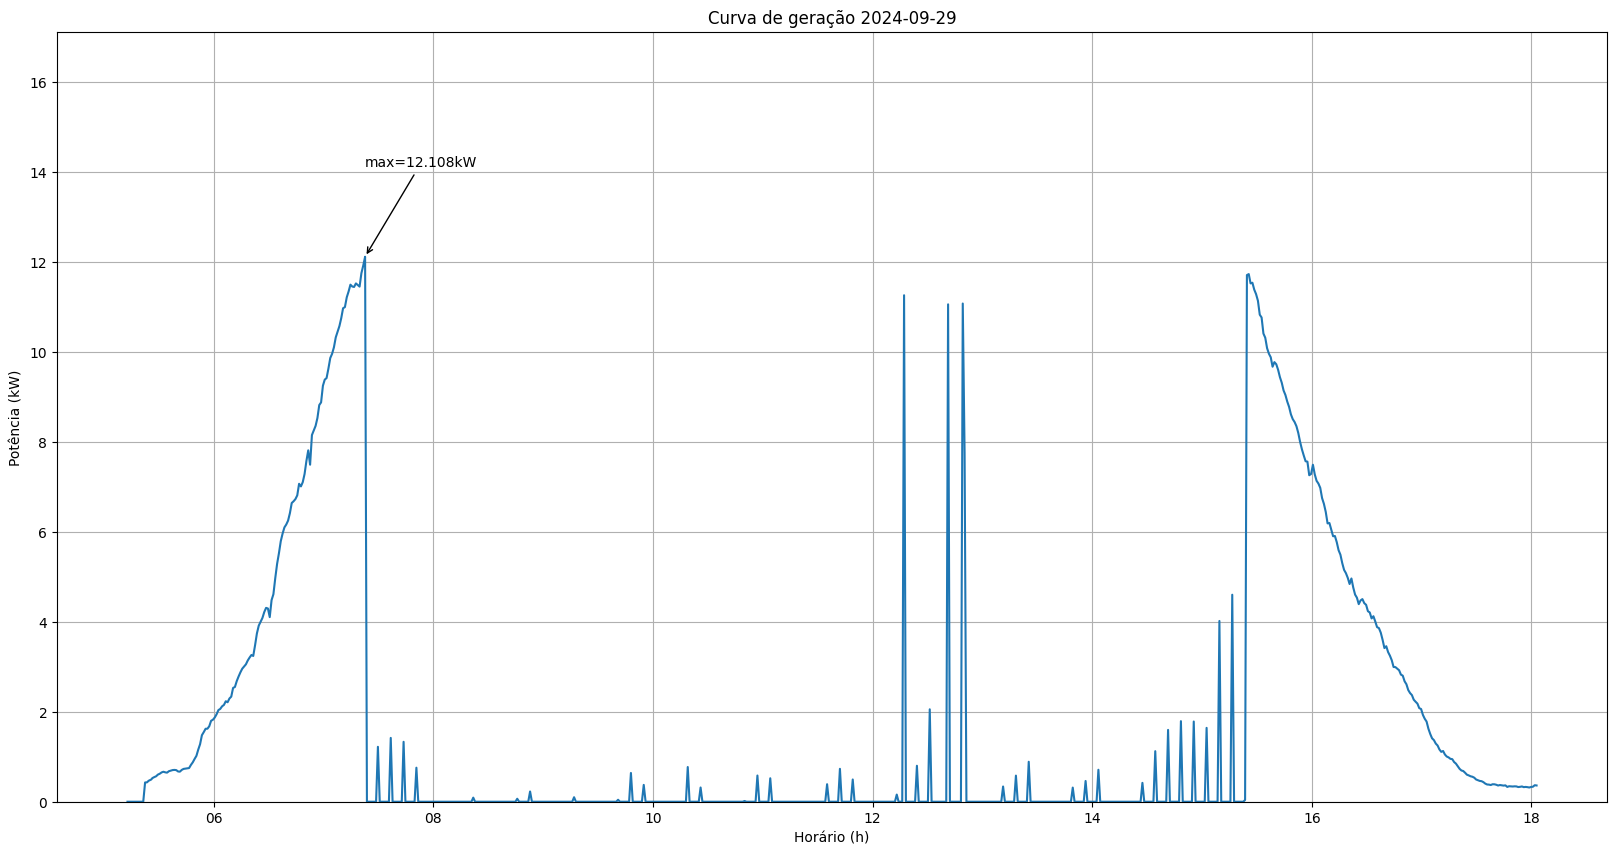 Curva de geração 2024-09-29
16
14
12
10
8
6
4
2
0
Potência (kW)
max=12.108kW
06 08 10 12 14 16 18
Horário (h)